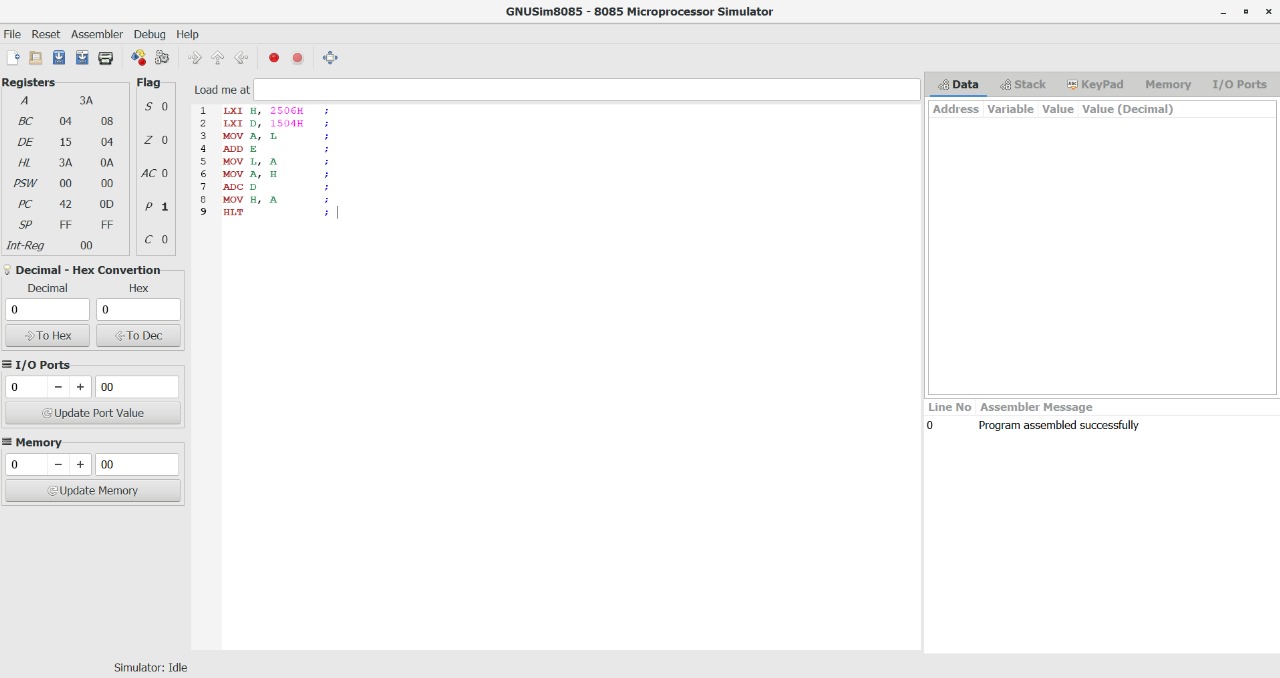 GNUSim8085 - 8085 Microprocessor Simulator
File Reset Assembler Debug Help
Registers
A 3A
BC 04 08
DE 15 04
HL 3A 0A
PSW 00 00
PC 42 0D
SP FF FF
Int-Reg 00
Flag
S 0
Z 0
AC 0
P 1
C 0
Decimal - Hex Convertion
Decimal Hex
0 0
To Hex To Dec
I/O Ports
0 - + 00
Update Port Value
Memory
0 - + 00
Update Memory
Load me at
1 LXI H, 2506H ;
2 LXI D, 1504H ;
3 MOV A, L ;
4 ADD E ;
5 MOV L, A ;
6 MOV A, H ;
7 ADC D ;
8 MOV H, A ;
9 HLT ;
Data Stack KeyPad Memory I/O Ports
Address Variable Value Value (Decimal)
Line No Assembler Message
0 Program assembled successfully
Simulator: Idle